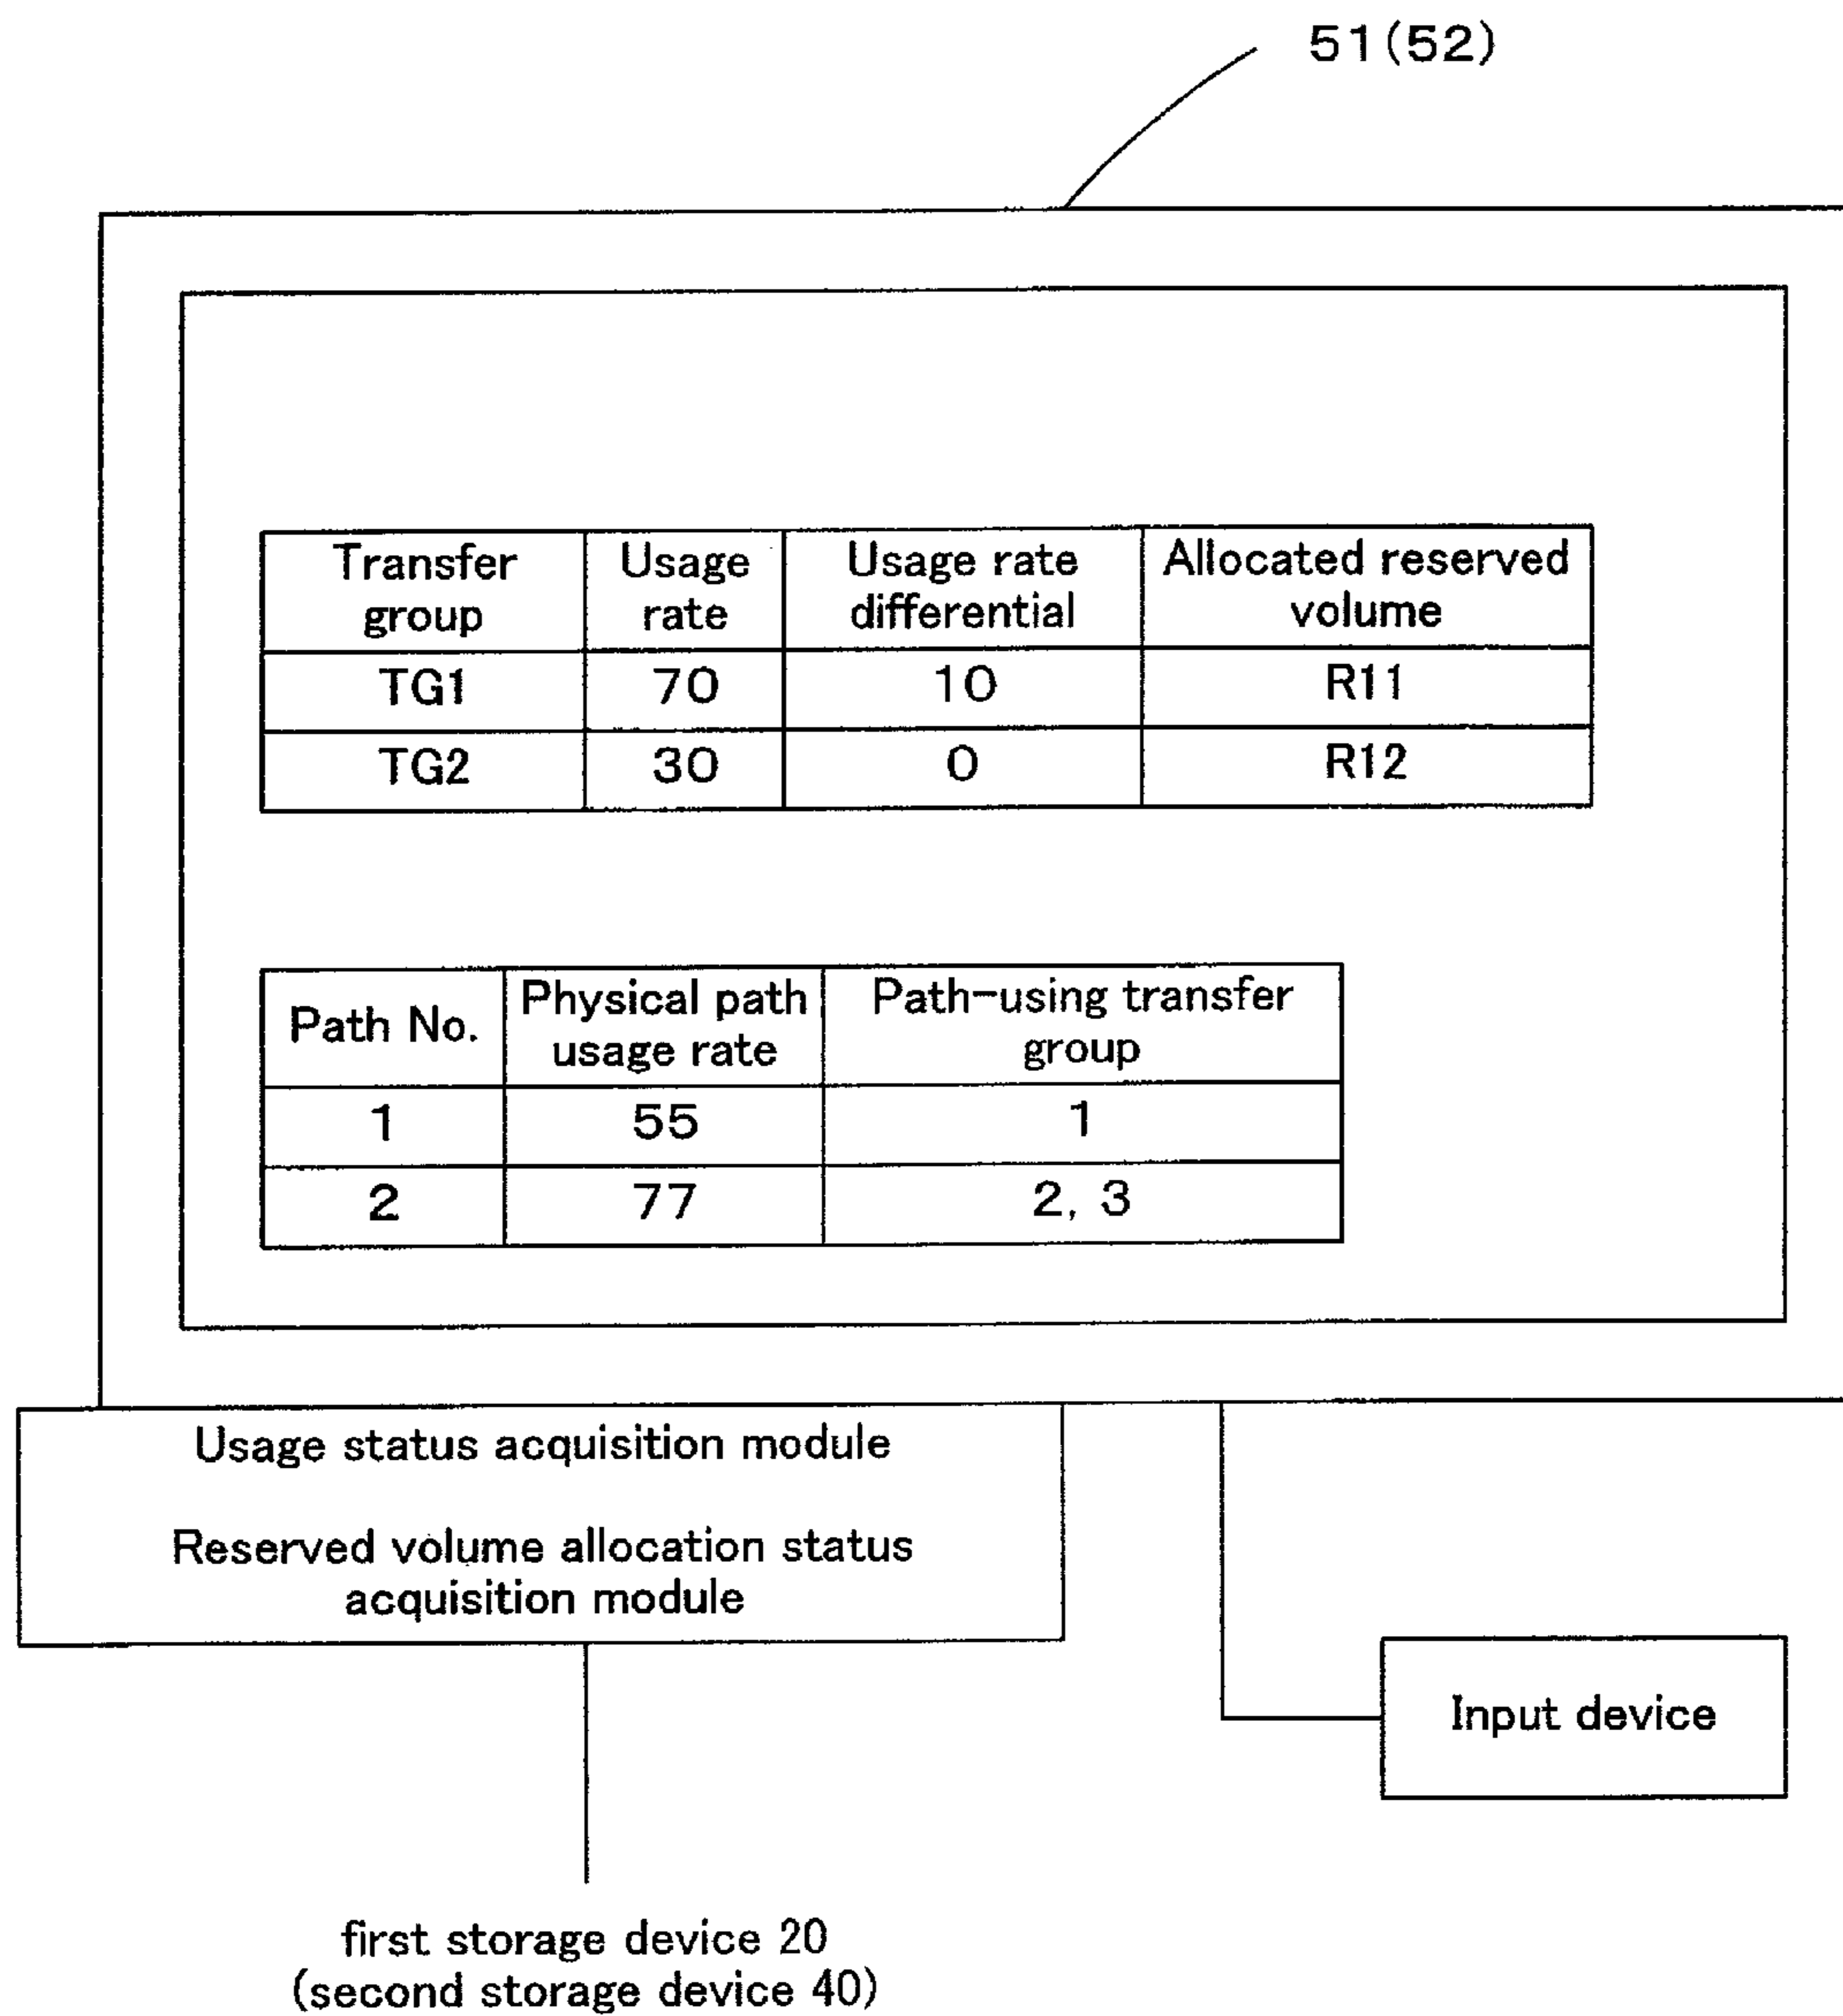 51(52)
Transfer group Usage rate Usage rate differential Allocated reserved volume
TG1 70 10 R11
TG2 30 0 R12
Path No. Physical path usage rate Path-using transfer group
1 55 1
2 77 2, 3
Usage status acquisition module
Reserved volume allocation status
acquisition module
Input device
first storage device 20
(second storage device 40)